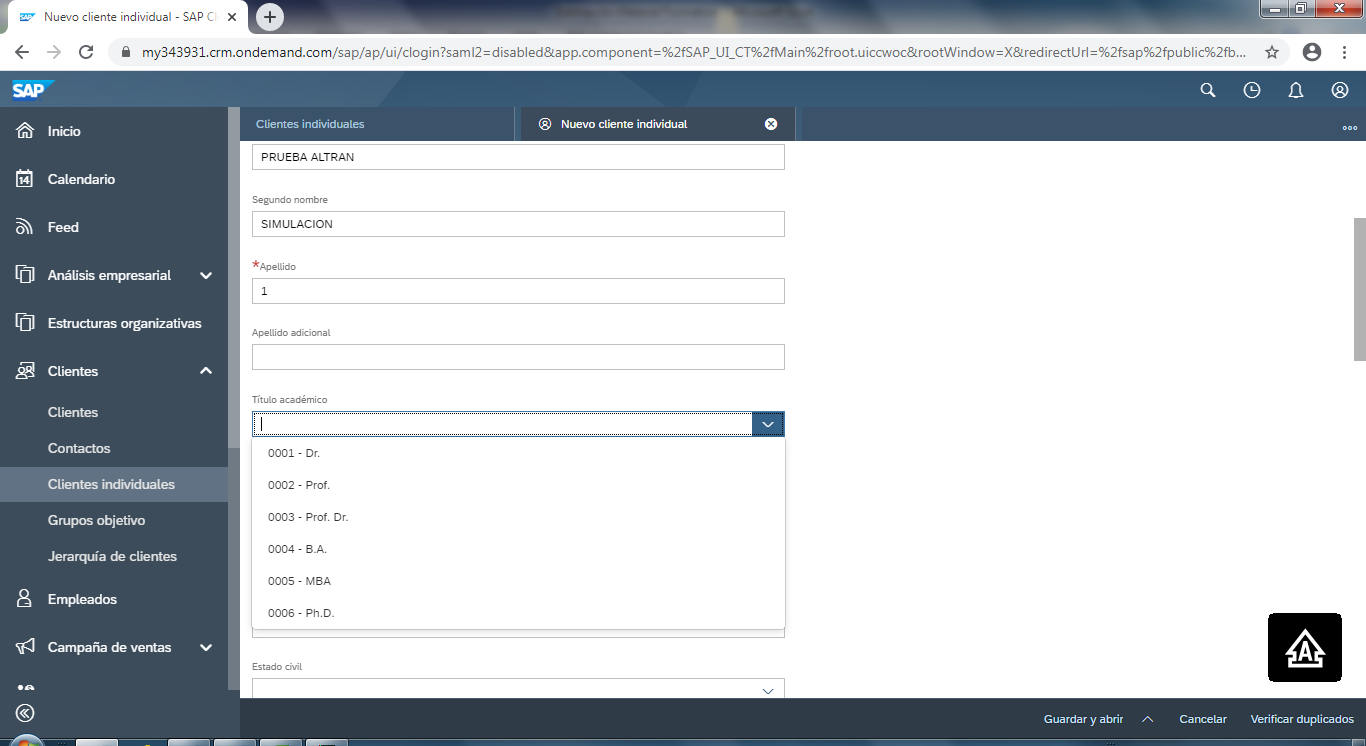 Nuevo cliente individual - SAP Cl
my343931.crm.ondemand.com/sap/ap/ui/clogin?saml2=disabled&app.component=%2fSAP_UI_CT%2fMain%2froot.uiccwoc&rootWindow=X&redirectUrl=%2fsap%2fpublic%2fb...
SAP
Inicio
Calendario
14
Feed
Análisis empresarial
Estructuras organizativas
Clientes
Clientes
Contactos
Clientes individuales
Grupos objetivo
Jerarquía de clientes
Empleados
Campaña de ventas
Clientes individuales
Nuevo cliente individual
PRUEBA ALTRAN
Segundo nombre
SIMULACION
*Apellido
1
Apellido adicional
Título académico
0001 - Dr.
0002 - Prof.
0003 - Prof. Dr.
0004 - B.A.
0005 - MBA
0006 - Ph.D.
Estado civil
A
Guardar y abrir
Cancelar
Verificar duplicados